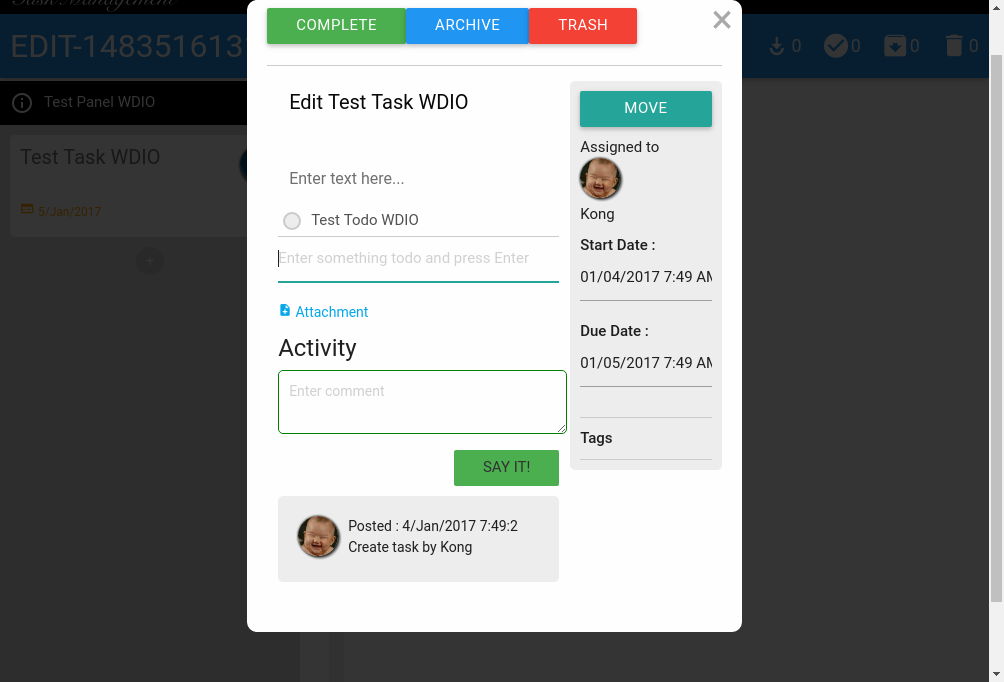 Task Management
COMPLETE ARCHIVE TRASH
EDIT-148351613
0 0 0 0
Test Panel WDIO
Test Task WDIO
5/Jan/2017
Edit Test Task WDIO
Enter text here...
Test Todo WDIO
Enter something todo and press Enter
Attachment
Activity
Enter comment
SAY IT!
Posted : 4/Jan/2017 7:49:2
Create task by Kong
MOVE
Assigned to
Kong
Start Date :
01/04/2017 7:49 AM
Due Date :
01/05/2017 7:49 AM
Tags